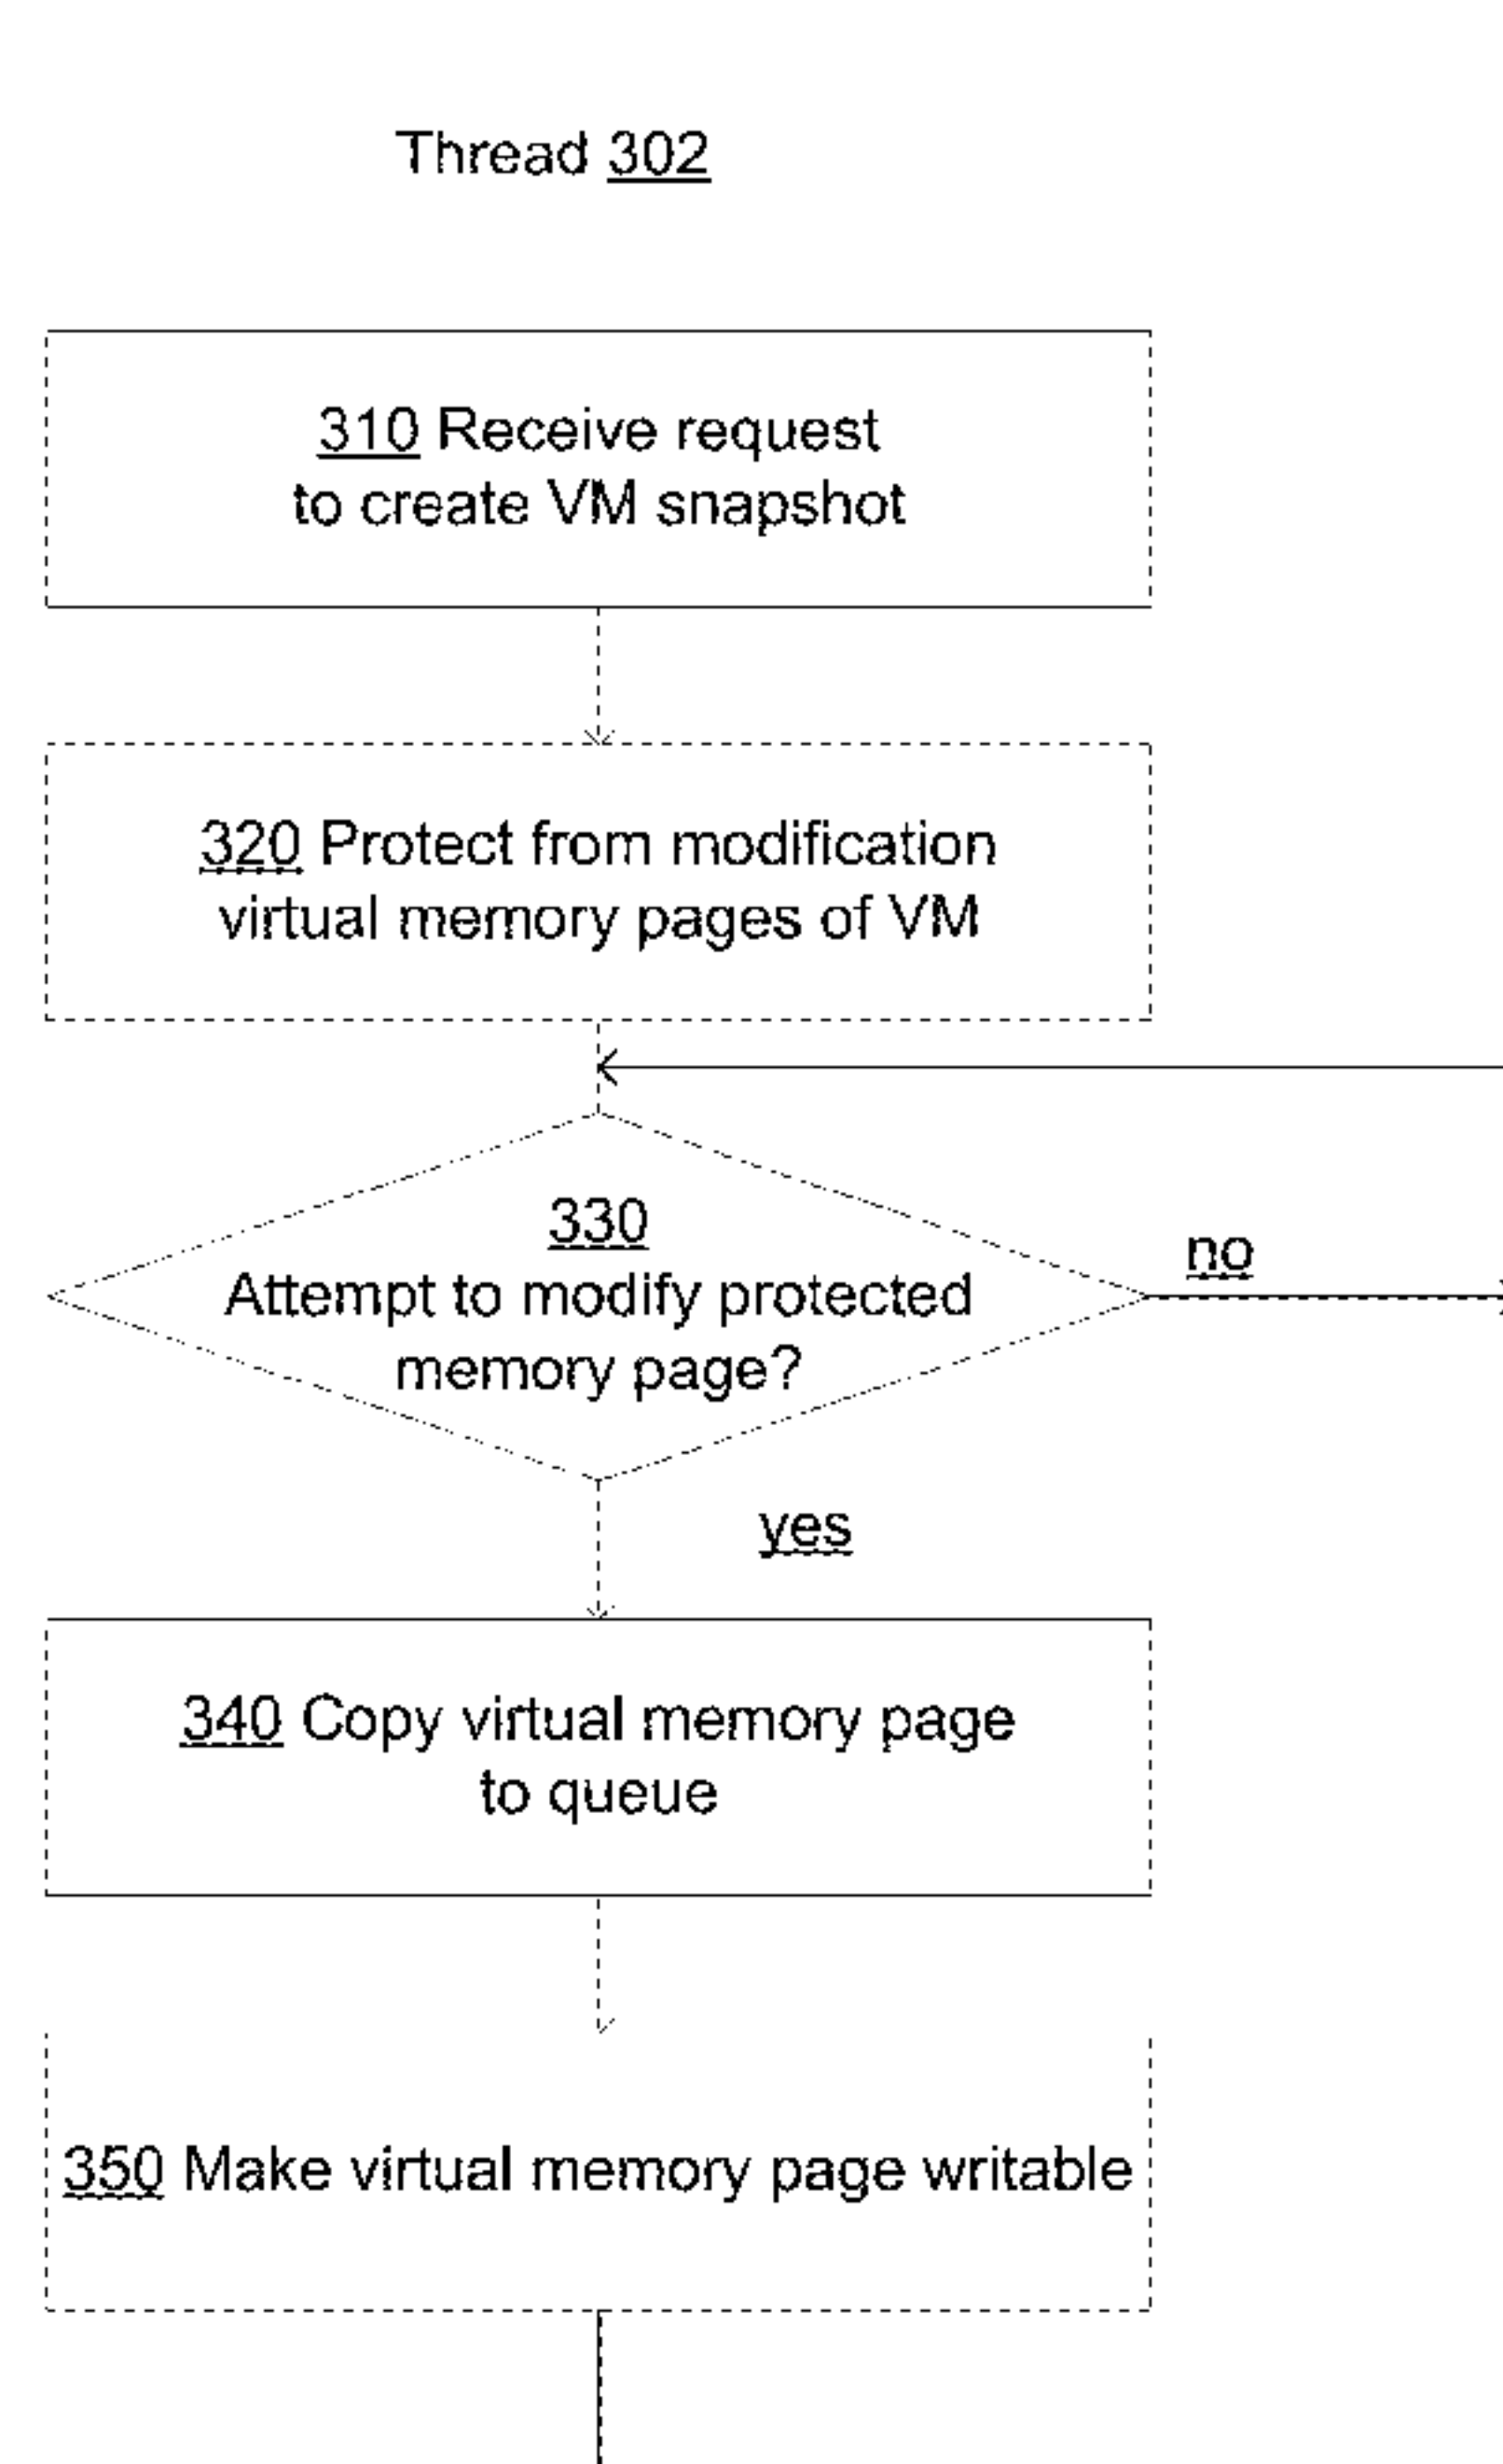 Thread 302
310 Receive request
to create VM snapshot
320 Protect from modification
virtual memory pages of VM
330
Attempt to modify protected
memory page?
no
yes
340 Copy virtual memory page
to queue
350 Make virtual memory page writable